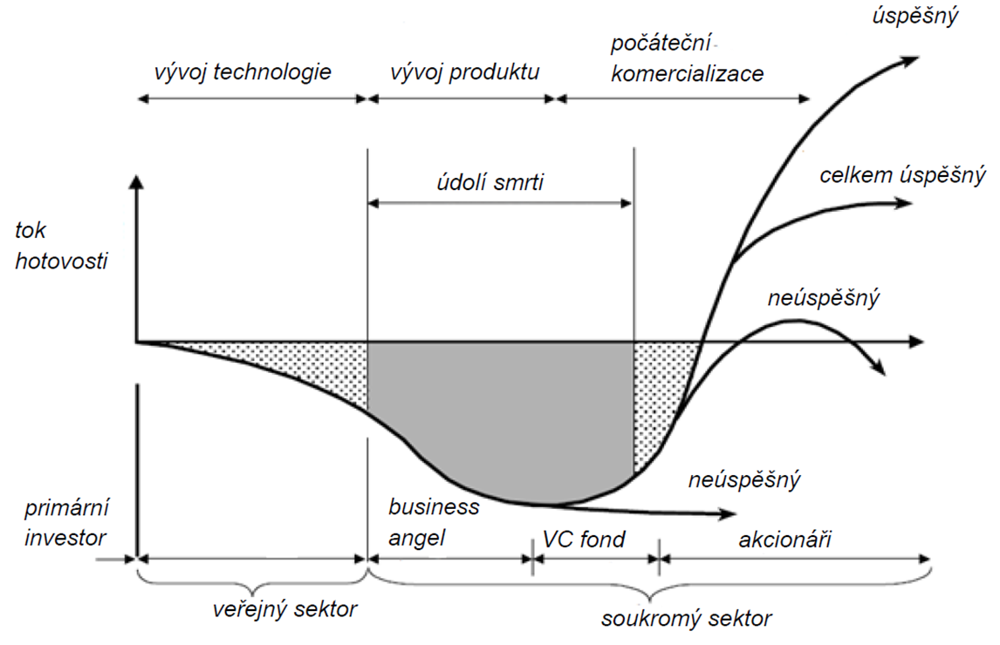 úspěšný
počáteční
komercializace
vývoj technologie
vývoj produktu
celkem úspěšný
údolí smrti
tok
hotovosti
neúspěšný
neúspěšný
business
angel
primární
investor
VC fond
akcionáři
veřejný sektor
soukromý sektor